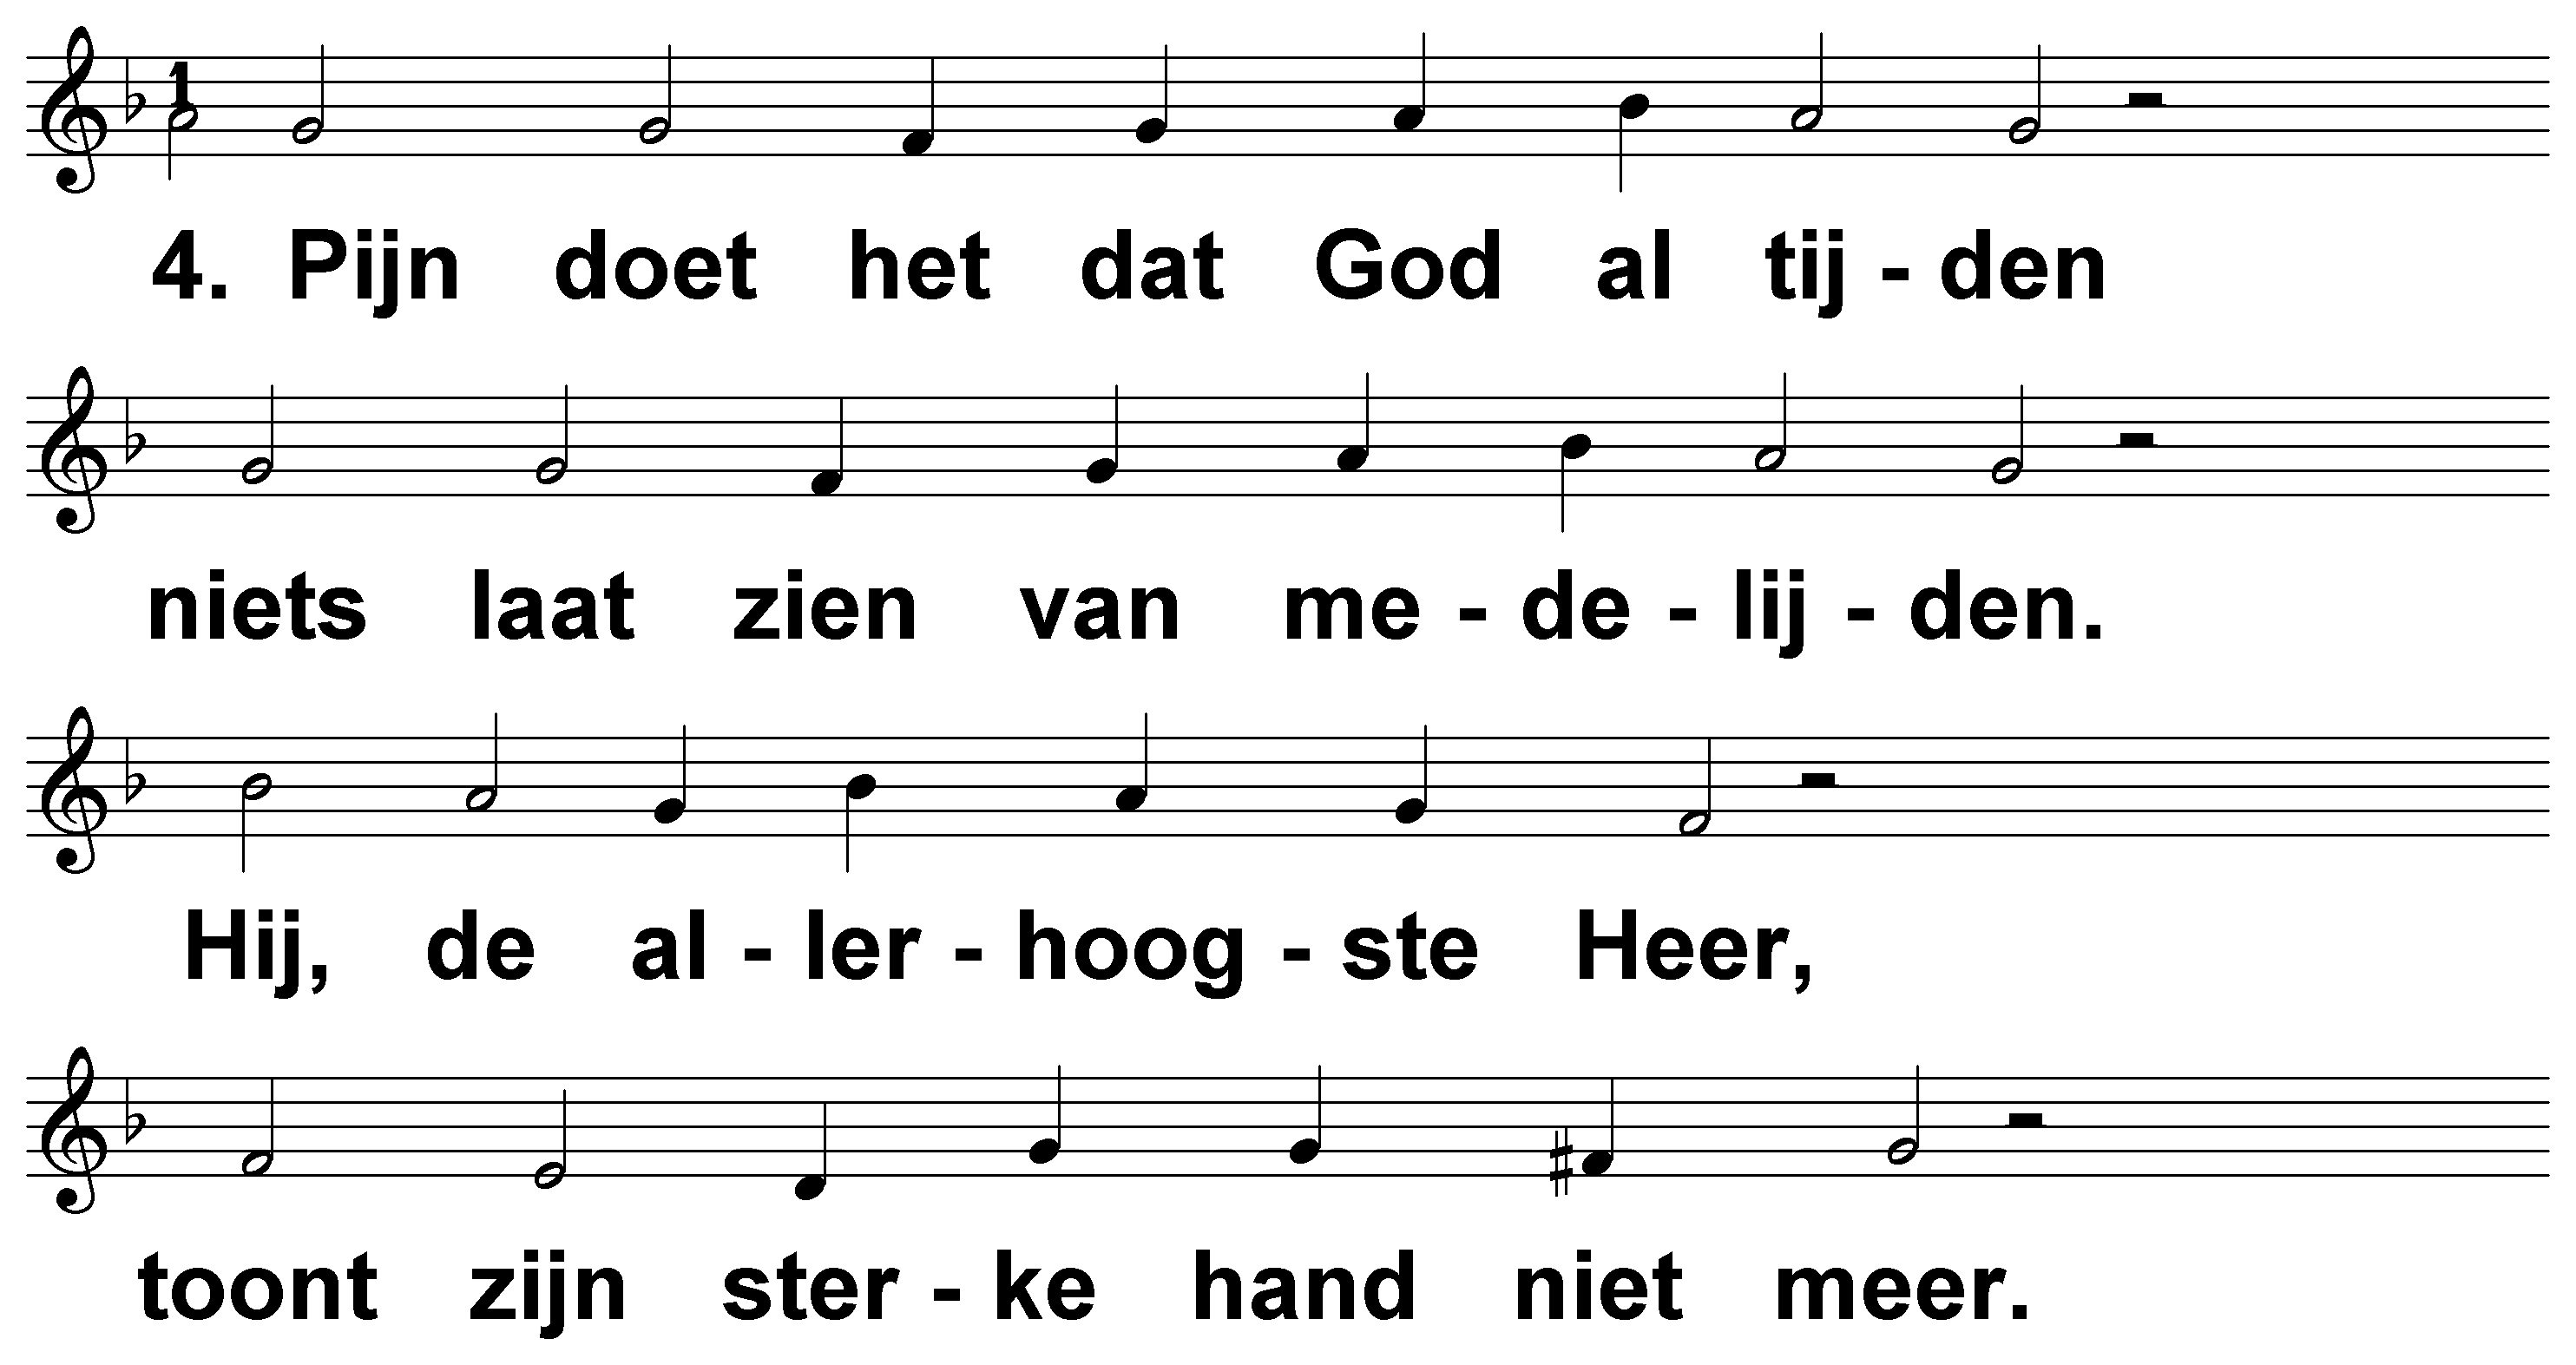 1
4. Pijn doet het dat God al tij - den
niets laat zien van me - de - lij - den.
Hij, de al - ler - hoog - ste Heer,
toont zijn ster - ke hand niet meer.